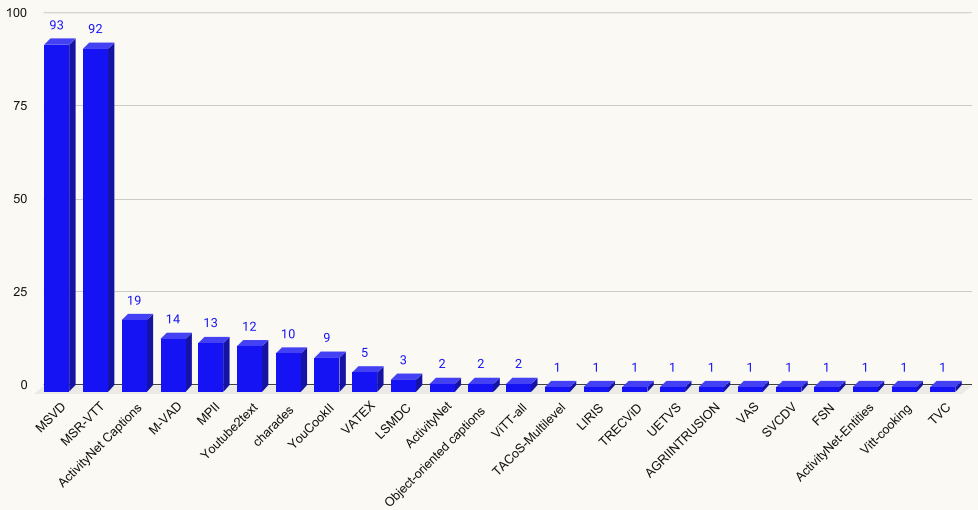 100
75
50
25
0
93
92
19
14
13
12
10
9
5
3
2
2
2
1
1
1
1
1
1
1
1
1
1
1
MSVD
MSR-VTT
ActivityNet Captions
M-VAD
MPII
Youtube2text
charades
YouCookII
VATEX
LSMDC
ActivityNet
Object-oriented captions
ViTT-all
TACoS-Multilevel
LIRIS
TRECViD
UETVS
AGRIINTRUSION
VAS
SVCDV
FSN
ActivityNet-Entities
Vitt-cooking
TVC